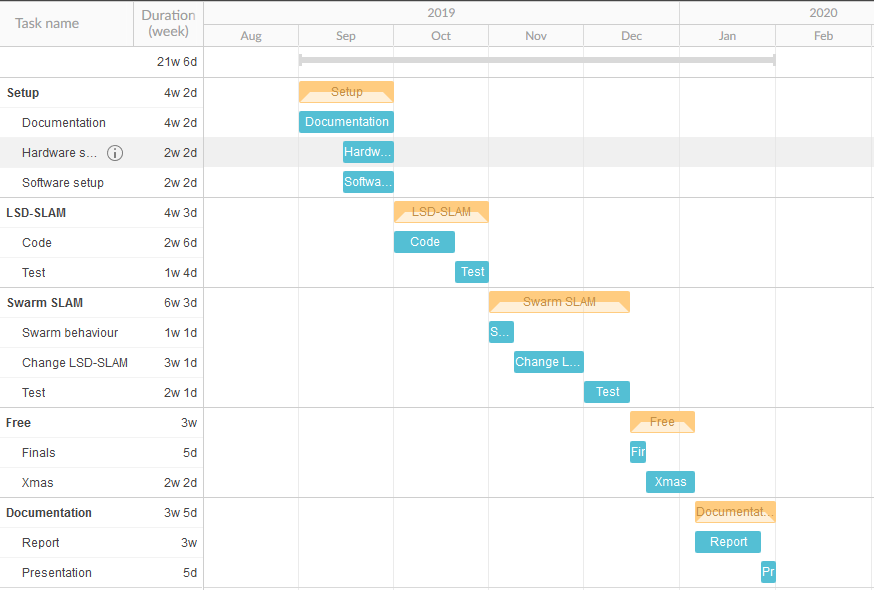 Task name Duration (week) 2019 2020
Aug Sep Oct Nov Dec Jan Feb
21w 6d
Setup 4w 2d Setup
Documentation 4w 2d Documentation
Hardware s... 2w 2d Hardw...
Software setup 2w 2d Softwa...
LSD-SLAM 4w 3d LSD-SLAM
Code 2w 6d Code
Test 1w 4d Test
Swarm SLAM 6w 3d Swarm SLAM
Swarm behaviour 1w 1d S...
Change LSD-SLAM 3w 1d Change L...
Test 2w 1d Test
Free 3w Free
Finals 5d Fir
Xmas 2w 2d Xmas
Documentation 3w 5d Documentat...
Report 3w Report
Presentation 5d Pr